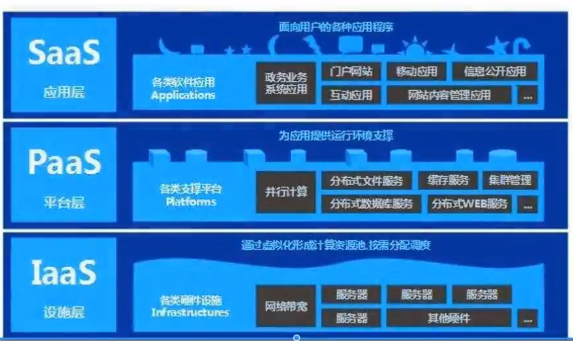 面向用户的各种应用程序
SaaS
应用层
各类软件应用
Applications
政务业务
系统应用
门户网站
移动应用
信息公开应用
互动应用
网站内容管理应用
...
为应用提供运行环境支撑
PaaS
平台层
各类支撑平台
Platforms
并行计算
分布式文件服务
缓存服务
集群管理
分布式数据库服务
分布式WEB服务
...
通过虚拟化形成计算资源池,按需分配调度
IaaS
设施层
各类硬件设施
Infrastructures
网络带宽
服务器
服务器
服务器
服务器
其他硬件
...